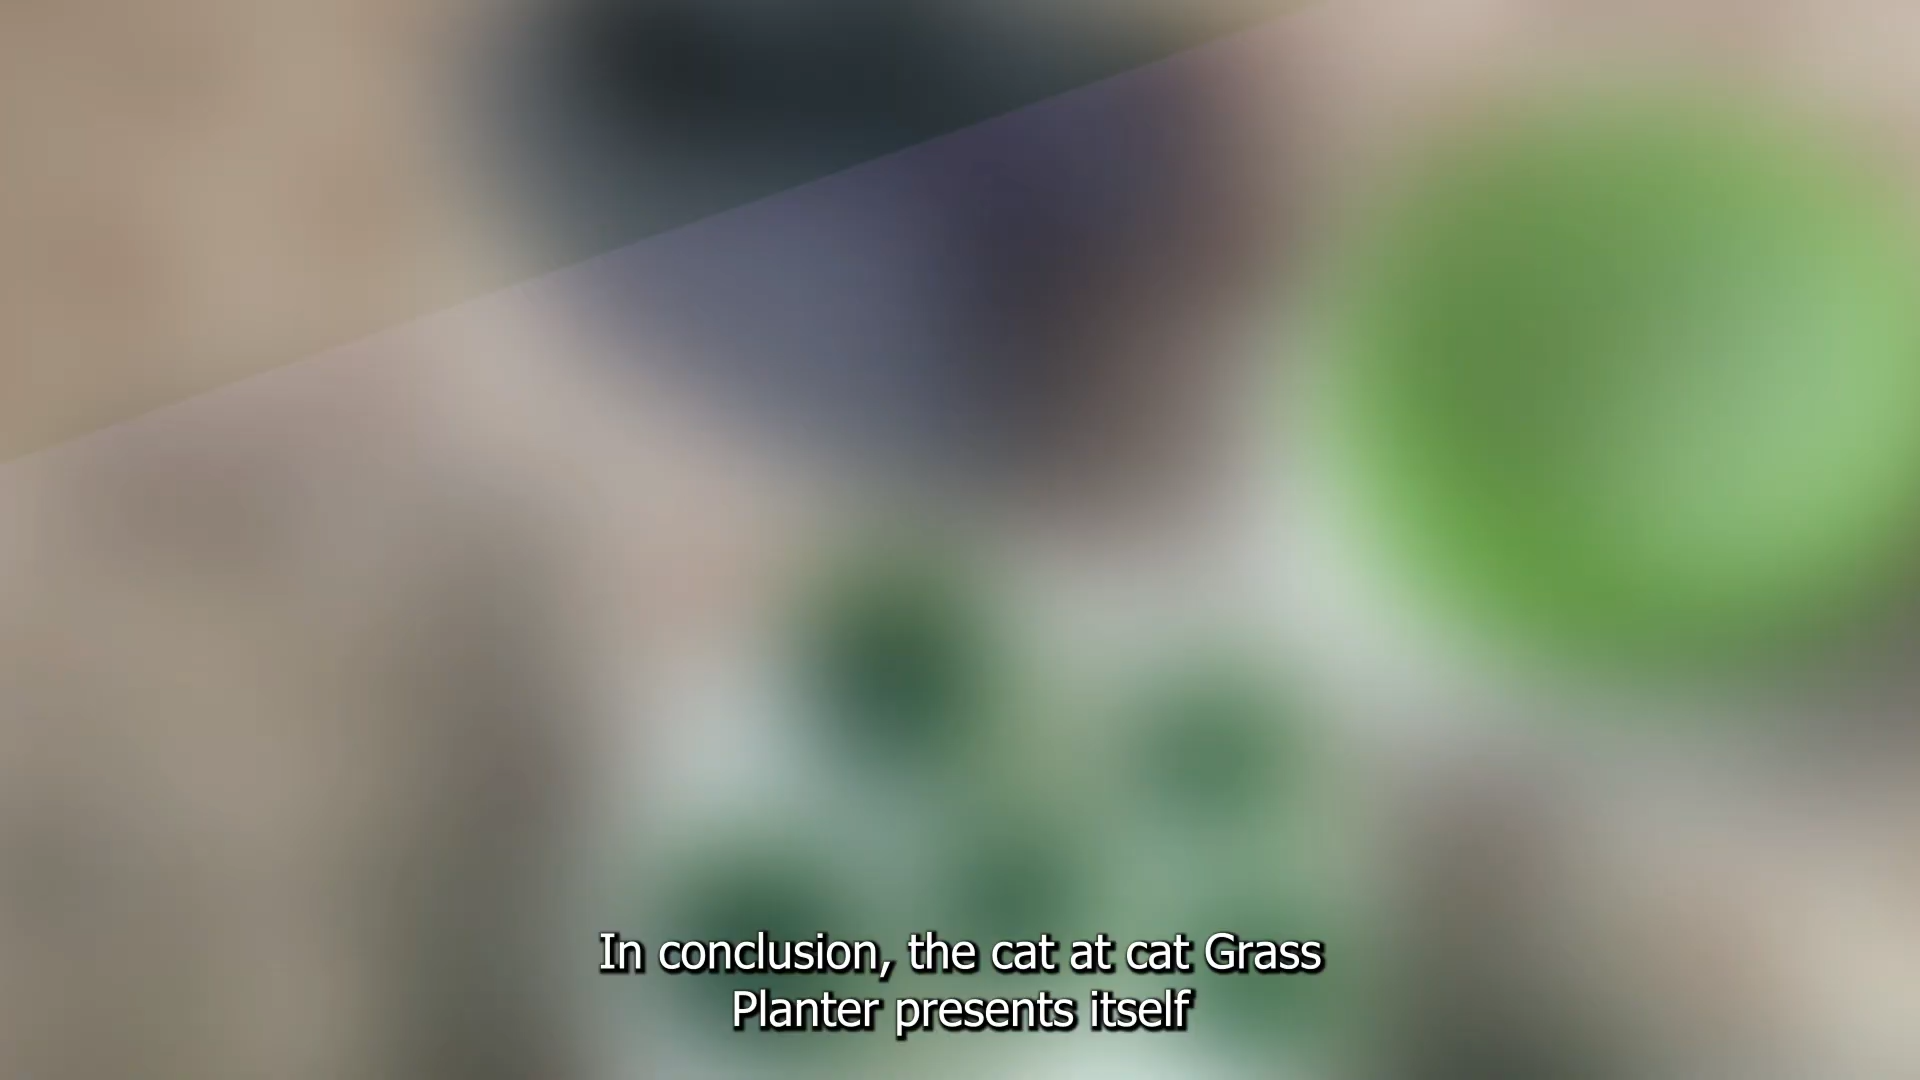 In conclusion, the cat at cat Grass
Planter presents itself